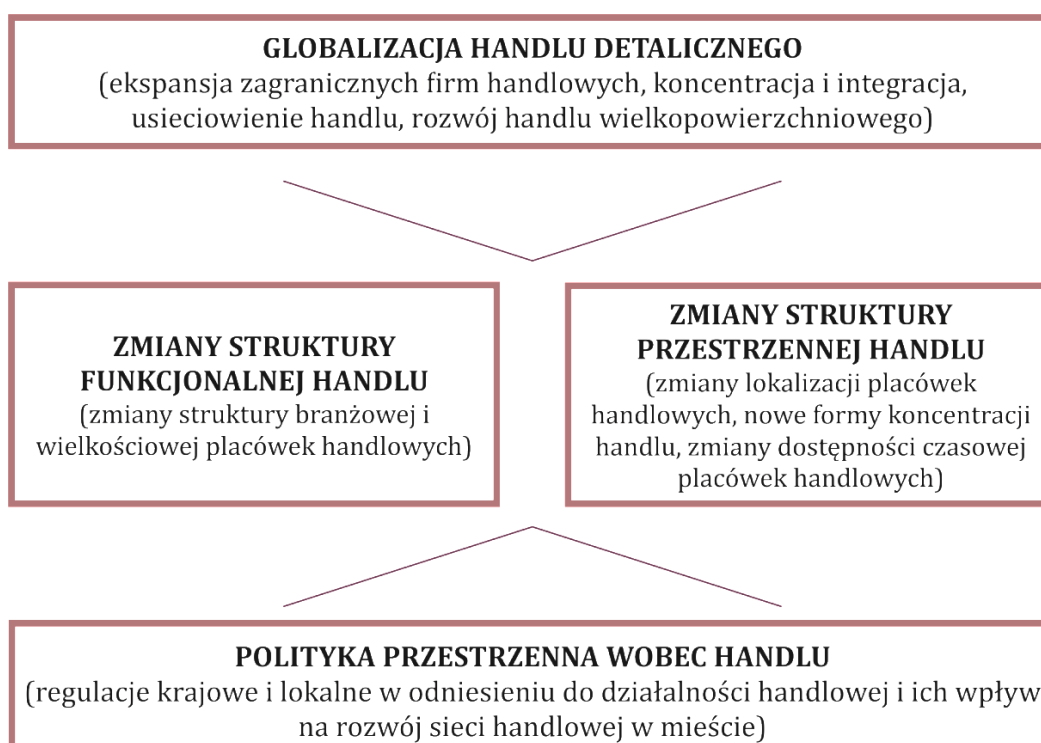 GLOBALIZACJA HANDLU DETALICZNEGO
(ekspansja zagranicznych firm handlowych, koncentracja i integracja,
usieciowienie handlu, rozwój handlu wielkopowierzchniowego)
ZMIANY STRUKTURY
FUNKCJONALNEJ HANDLU
(zmiany struktury branżowej i
wielkościowej placówek handlowych)
ZMIANY STRUKTURY
PRZESTRZENNEJ HANDLU
(zmiany lokalizacji placówek
handlowych, nowe formy koncentracji
handlu, zmiany dostępności czasowej
placówek handlowych)
POLITYKA PRZESTRZENNA WOBEC HANDLU
(regulacje krajowe i lokalne w odniesieniu do działalności handlowej i ich wpływ
na rozwój sieci handlowej w mieście)